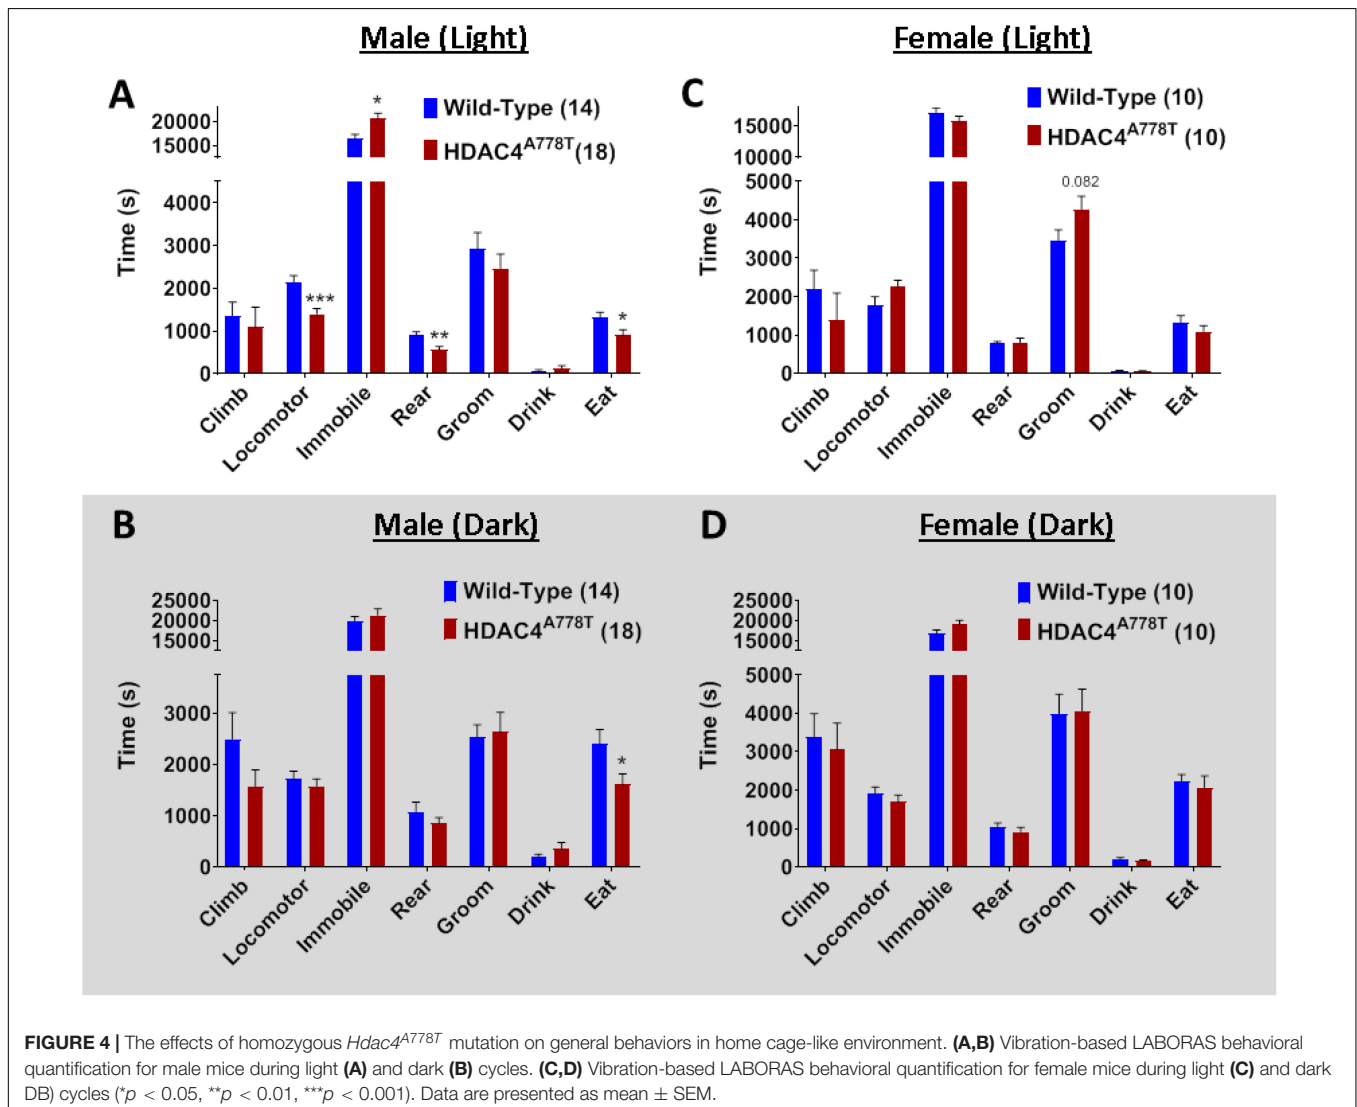 Male (Light)
A
Wild-Type (14)
HDAC4A778T (18)
*
20000
15000
4000
3000
2000
1000
0
Time (s)
***
**
*
Climb
Locomotor
Immobile
Rear
Groom
Drink
Eat
Female (Light)
C
Wild-Type (10)
HDAC4A778T (10)
15000
10000
5000
4000
3000
2000
1000
0
Time (s)
0.082
Climb
Locomotor
Immobile
Rear
Groom
Drink
Eat
Male (Dark)
B
Wild-Type (14)
HDAC4A778T (18)
25000
20000
15000
3000
2000
1000
0
Time (s)
*
Climb
Locomotor
Immobile
Rear
Groom
Drink
Eat
Female (Dark)
D
Wild-Type (10)
HDAC4A778T (10)
25000
20000
15000
5000
4000
3000
2000
1000
0
Time (s)
Climb
Locomotor
Immobile
Rear
Groom
Drink
Eat
FIGURE 4 | The effects of homozygous Hdac4A778T mutation on general behaviors in home cage-like environment. (A,B) Vibration-based LABORAS behavioral
quantification for male mice during light (A) and dark (B) cycles. (C,D) Vibration-based LABORAS behavioral quantification for female mice during light (C) and dark
DB) cycles (*p < 0.05, **p < 0.01, ***p < 0.001). Data are presented as mean ± SEM.